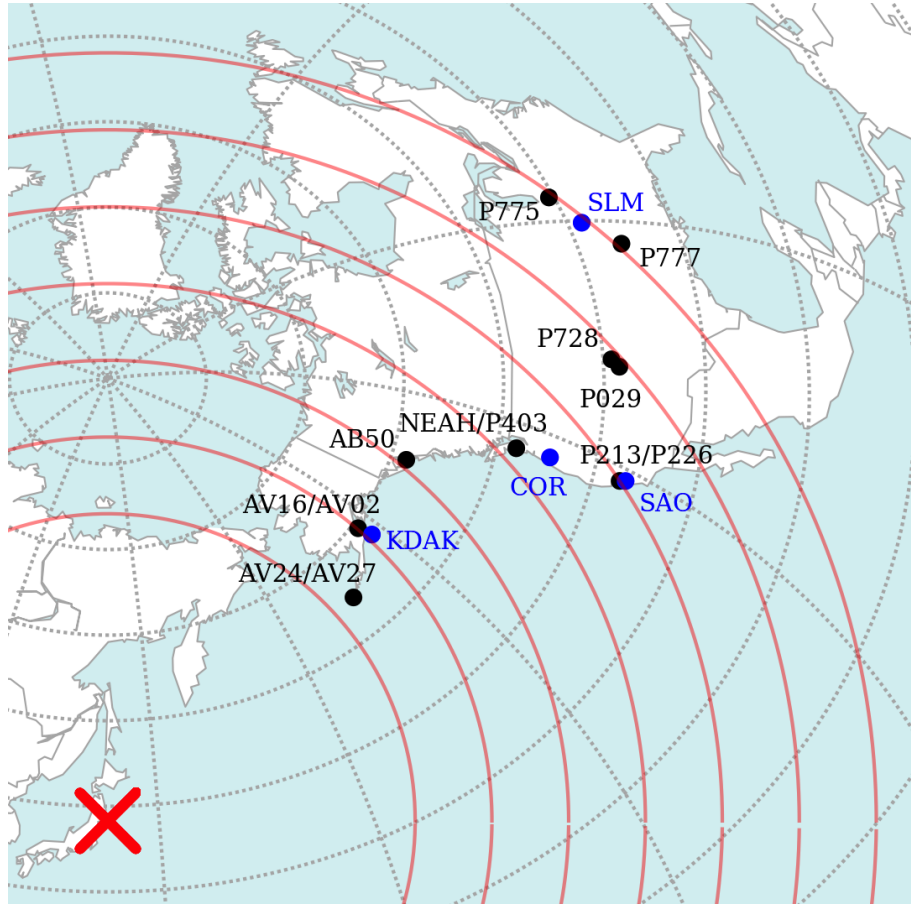 SLM
P775
P777
P728
P029
NEAH/P403
AB50
P213/P226
COR
SAO
AV16/AV02
KDAK
AV24/AV27